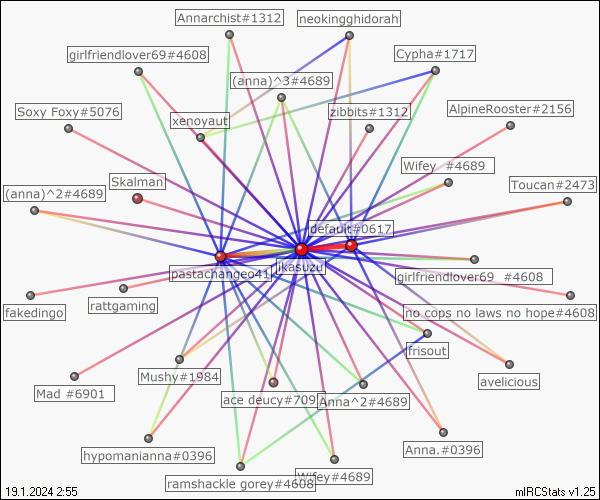 Annarchist#1312
neokingghidorah
girlfriendlover69#4608
Cypha#1717
(anna)^3#4689
Soxy Foxy#5076
xenoyaut
zibbits#1312
AlpineRooster#2156
Wifey #4689
Skalman
Toucan#2473
(anna)^2#4689
default#0617
pastachangeo41
jkasuzu
girlfriendlover69 #4608
fakedingo
rattgaming
no cops no laws no hope#4608
frisout
Mushy#1984
avelicious
Mad #6901
ace deucy#709
Anna^2#4689
hypomanianna#0396
Anna.#0396
ramshackle gorey#4608
Wifey#4689
19.1.2024 2:55
mIRCStats v1.25